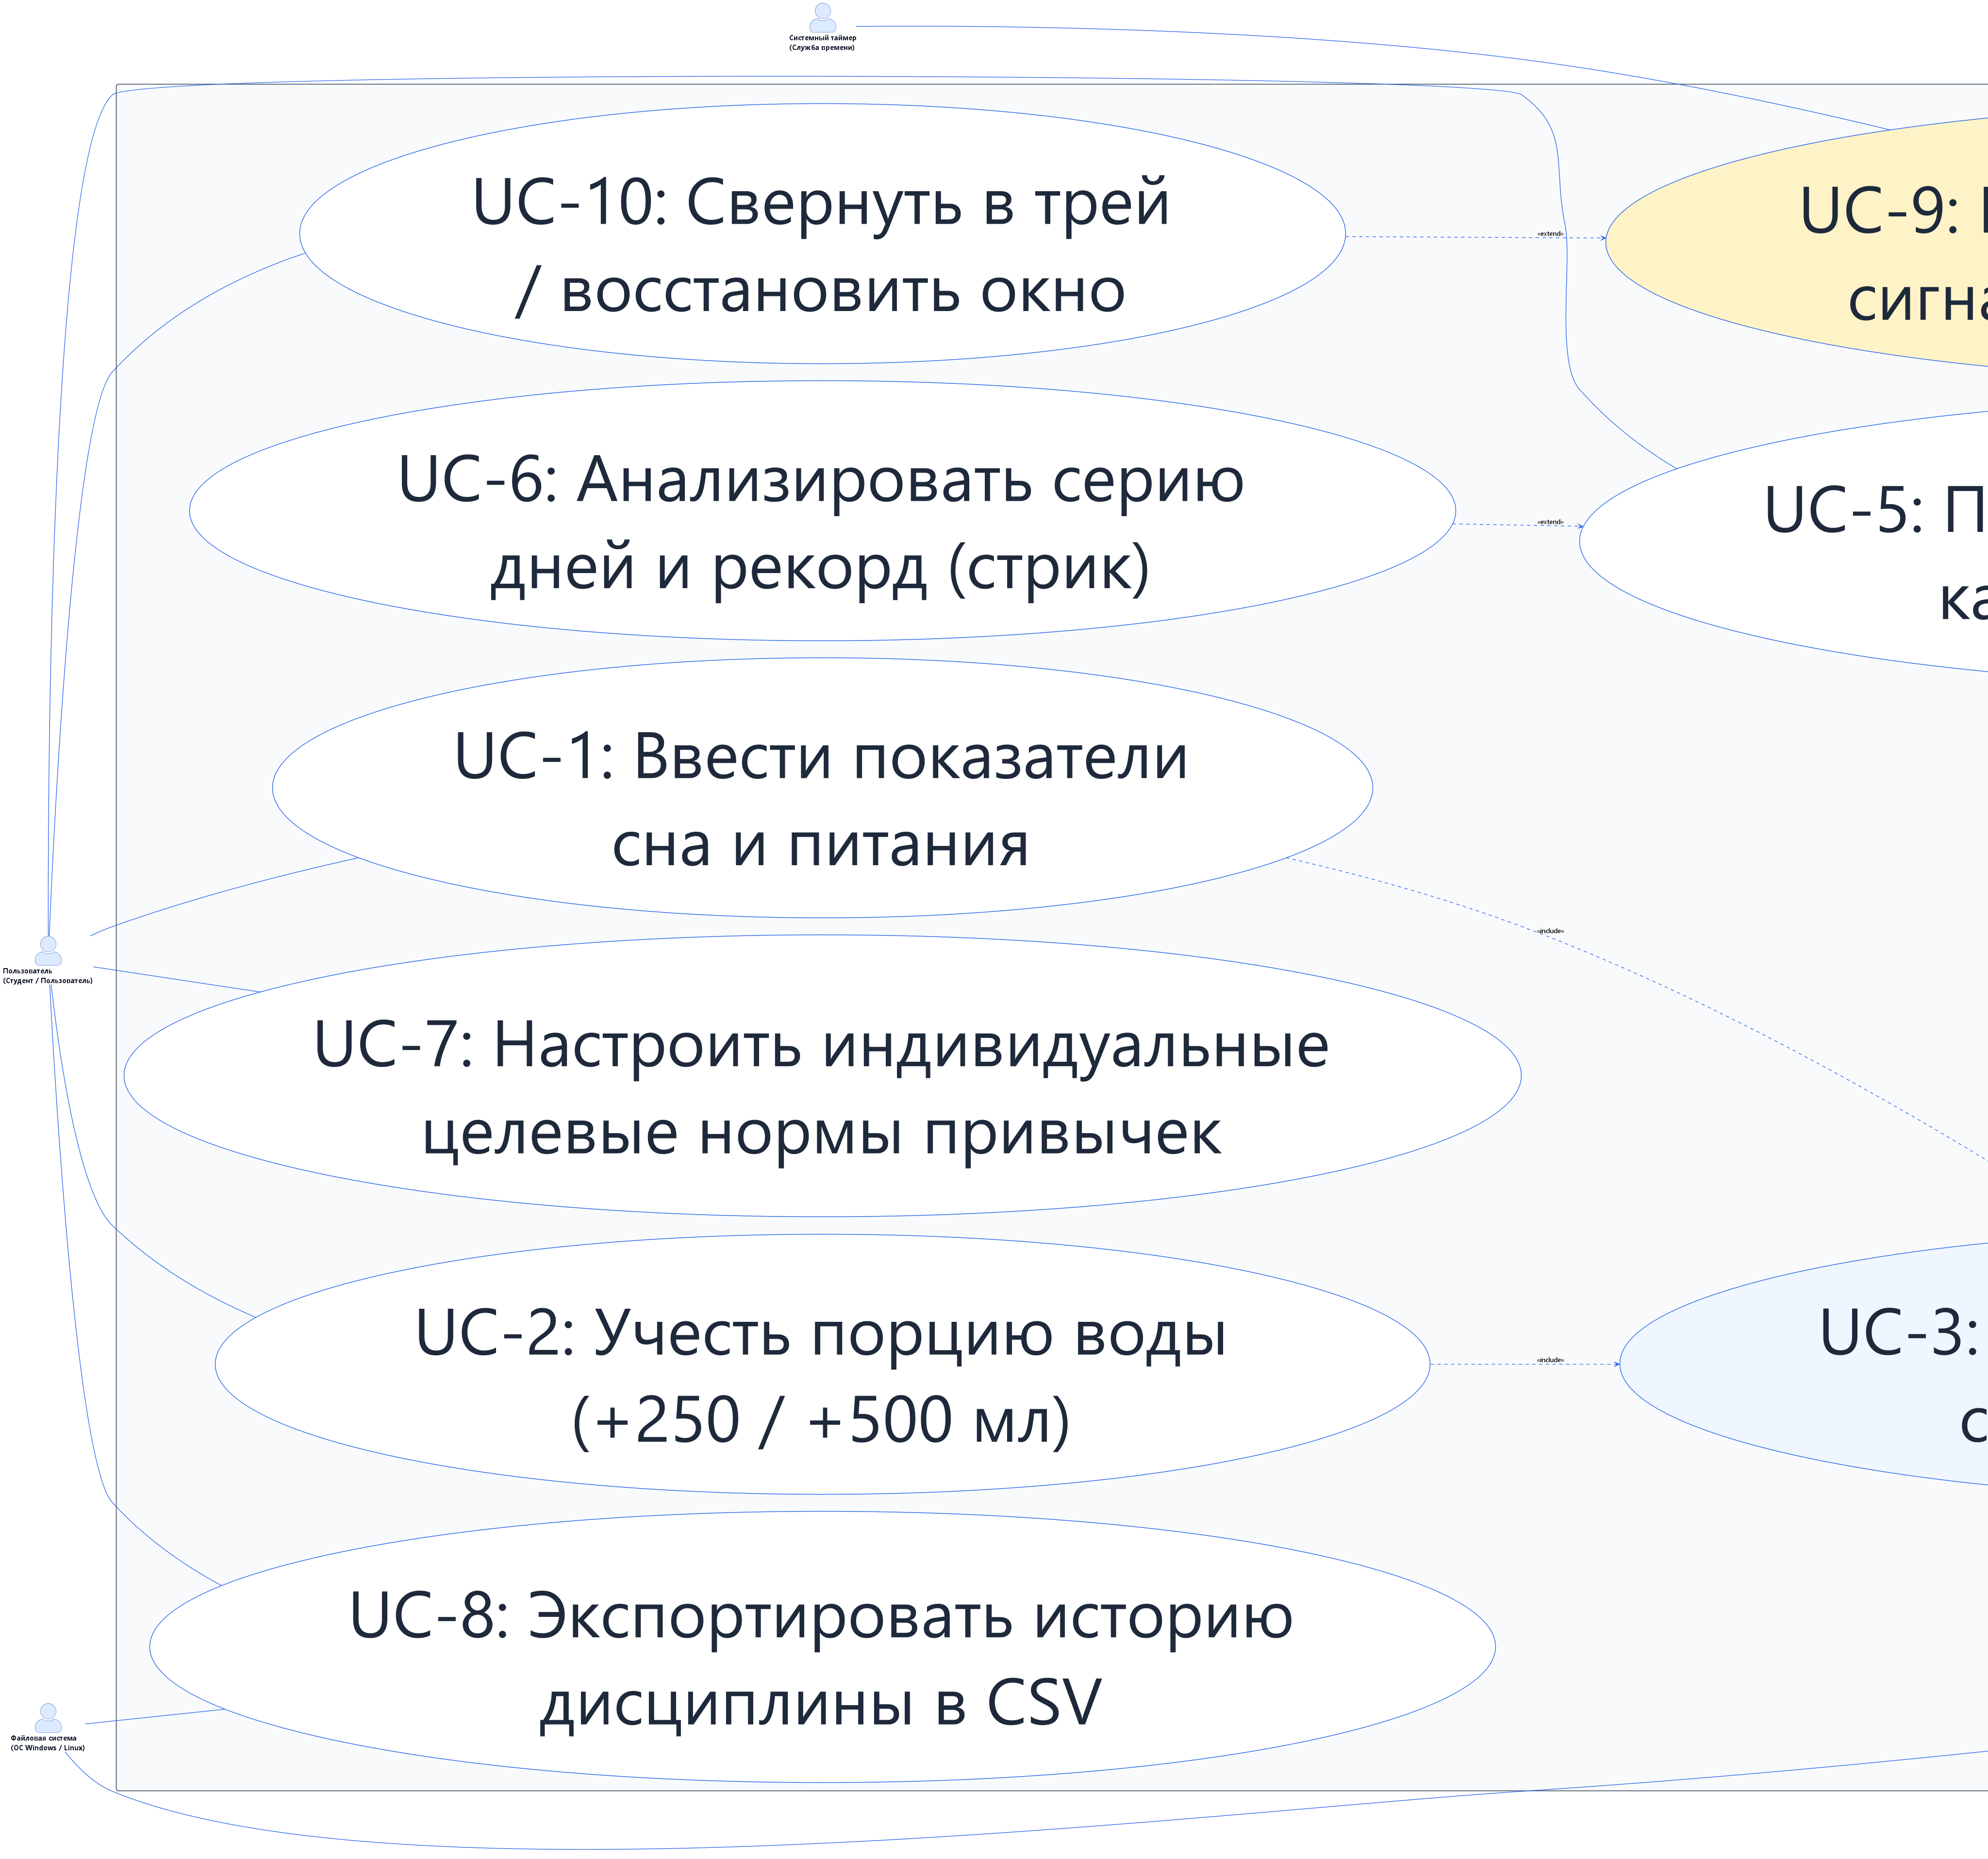 Системный таймер
(Служба времени)
UC-10: Свернуть в трей
/ восстановить окно
«extend»
UC-9:
UC-6: Анализировать серию
дней и рекорд (стрик)
«extend»
UC-5:
UC-1: Ввести показатели
сна и питания
«include»
Пользователь
(Студент / Пользователь)
UC-7: Настроить индивидуальные
целевые нормы привычек
UC-2: Учесть порцию воды
(+250 / +500 мл)
«include»
UC-3:
UC-8: Экспортировать историю
дисциплины в CSV
Файловая система
(ОС Windows / Linux)